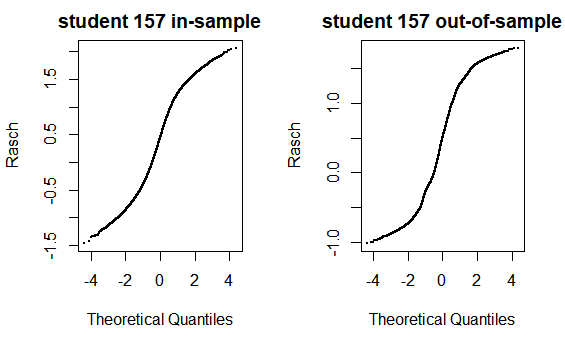 student 157 in-sample
Rasch
-1.5
-0.5
0.5
1.5
-4 -2 0 2 4
Theoretical Quantiles
student 157 out-of-sample
Rasch
-1.0
0.0
1.0
-4 -2 0 2 4
Theoretical Quantiles